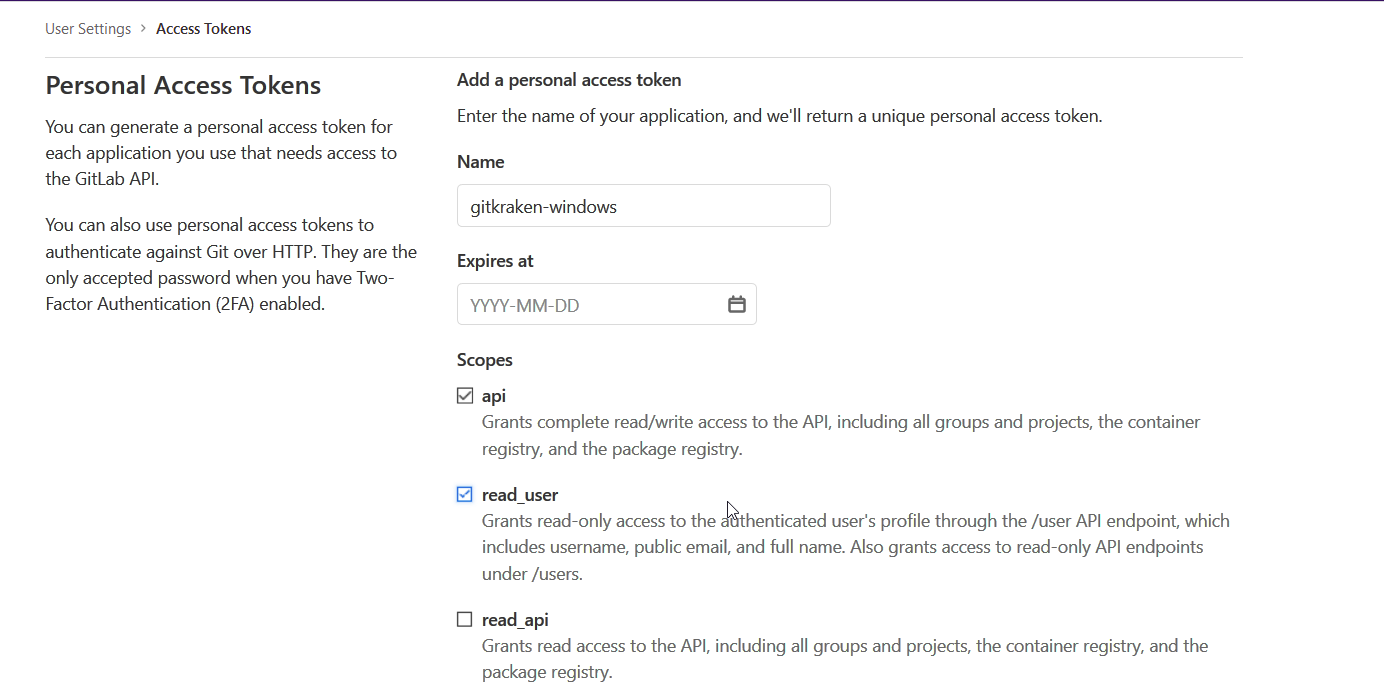 User Settings > Access Tokens
Personal Access Tokens
You can generate a personal access token for
each application you use that needs access to
the GitLab API.
You can also use personal access tokens to
authenticate against Git over HTTP. They are the
only accepted password when you have Two-
Factor Authentication (2FA) enabled.
Add a personal access token
Enter the name of your application, and we'll return a unique personal access token.
Name
gitkraken-windows
Expires at
YYYY-MM-DD
Scopes
api
Grants complete read/write access to the API, including all groups and projects, the container
registry, and the package registry.
read_user
Grants read-only access to the authenticated user's profile through the /user API endpoint, which
includes username, public email, and full name. Also grants access to read-only API endpoints
under /users.
read_api
Grants read access to the API, including all groups and projects, the container registry, and the
package registry.